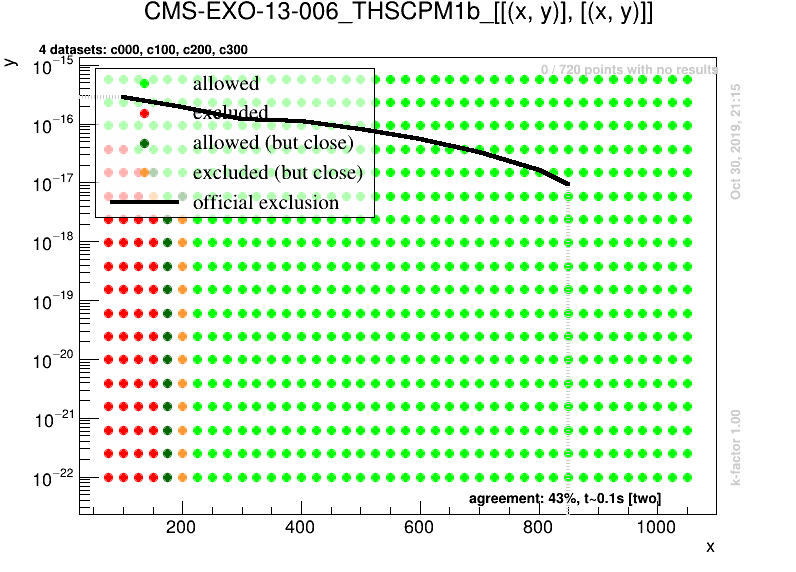 CMS-EXO-13-006_THSCPM1b_[[(x, y)], [(x, y)]]
4 datasets: c000, c100, c200, c300
0 / 720 points with no results
y
allowed
excluded
allowed (but close)
excluded (but close)
official exclusion
10^-15
10^-16
10^-17
10^-18
10^-19
10^-20
10^-21
10^-22
agreement: 43%, t~0.1s [two]
200 400 600 800 1000
x
Oct 30, 2019, 21:15
k-factor 1.00